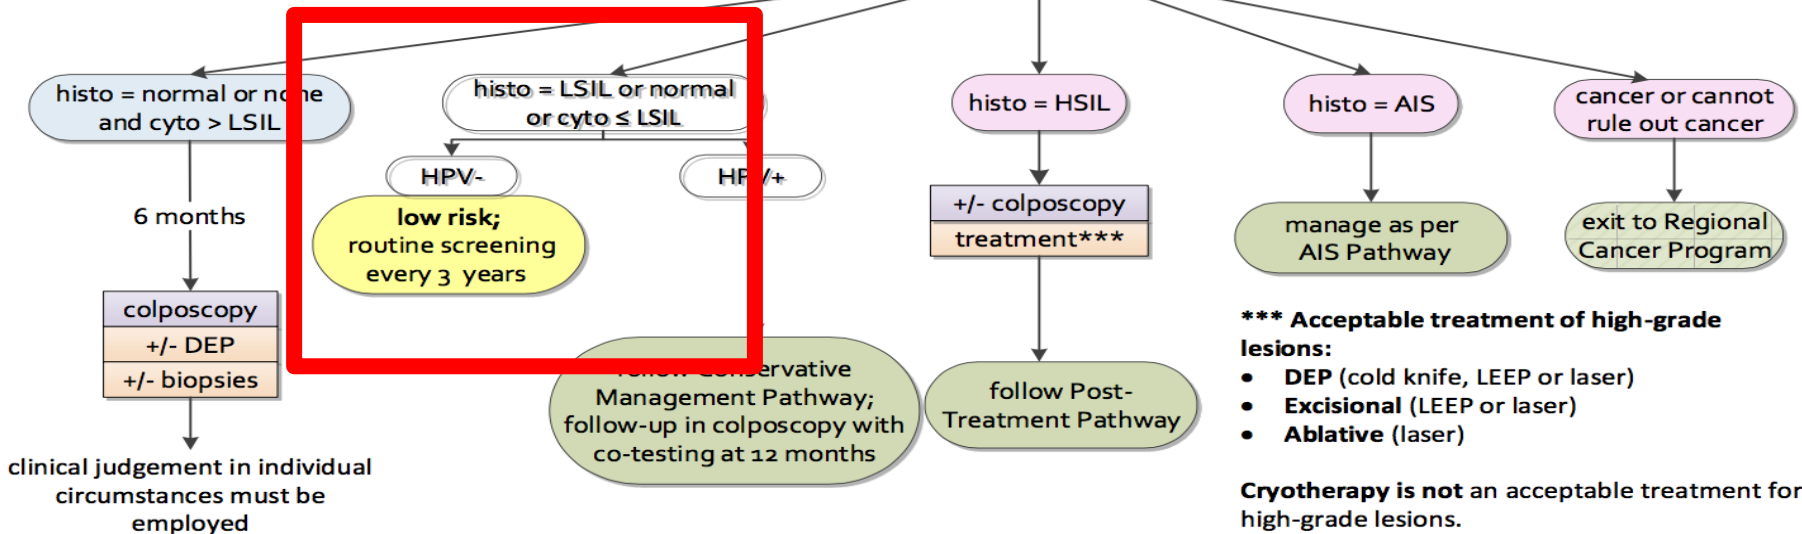 histo = normal or none
and cyto > LSIL
6 months
colposcopy
+/- DEP
+/- biopsies
clinical judgement in individual
circumstances must be
employed
histo = LSIL or normal
or cyto ≤ LSIL
HPV-
low risk;
routine screening
every 3 years
HPV+
follow Conservative
Management Pathway;
follow-up in colposcopy with
co-testing at 12 months
histo = HSIL
+/- colposcopy
treatment***
follow Post-
Treatment Pathway
histo = AIS
manage as per
AIS Pathway
cancer or cannot
rule out cancer
exit to Regional
Cancer Program
*** Acceptable treatment of high-grade
lesions:
• DEP (cold knife, LEEP or laser)
• Excisional (LEEP or laser)
• Ablative (laser)
Cryotherapy is not an acceptable treatment for
high-grade lesions.